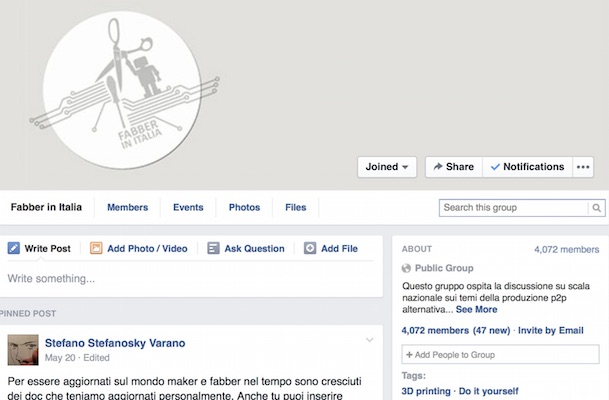 FABBER
IN ITALIA
Joined
Share
Notifications
Fabber in Italia
Members
Events
Photos
Files
Search this group
Write Post
Add Photo / Video
Ask Question
Add File
Write something...
PINNED POST
Stefano Stefanosky Varano
May 20 · Edited
Per essere aggiornati sul mondo maker e fabber nel tempo sono cresciuti
dei doc che teniamo aggiornati personalmente. Anche tu puoi inserire
ABOUT
4,072 members
Public Group
Questo gruppo ospita la discussione su scala
nazionale sui temi della produzione p2p
alternativa... See More
4,072 members (47 new) · Invite by Email
+ Add People to Group
Tags:
3D printing · Do it yourself